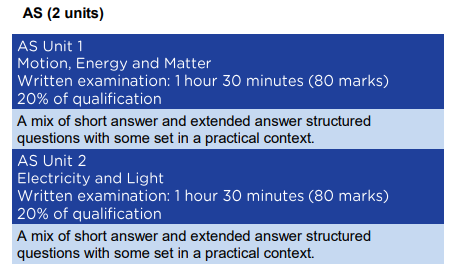 AS (2 units)
AS Unit 1
Motion, Energy and Matter
Written examination: 1 hour 30 minutes (80 marks)
20% of qualification
A mix of short answer and extended answer structured
questions with some set in a practical context.
AS Unit 2
Electricity and Light
Written examination: 1 hour 30 minutes (80 marks)
20% of qualification
A mix of short answer and extended answer structured
questions with some set in a practical context.